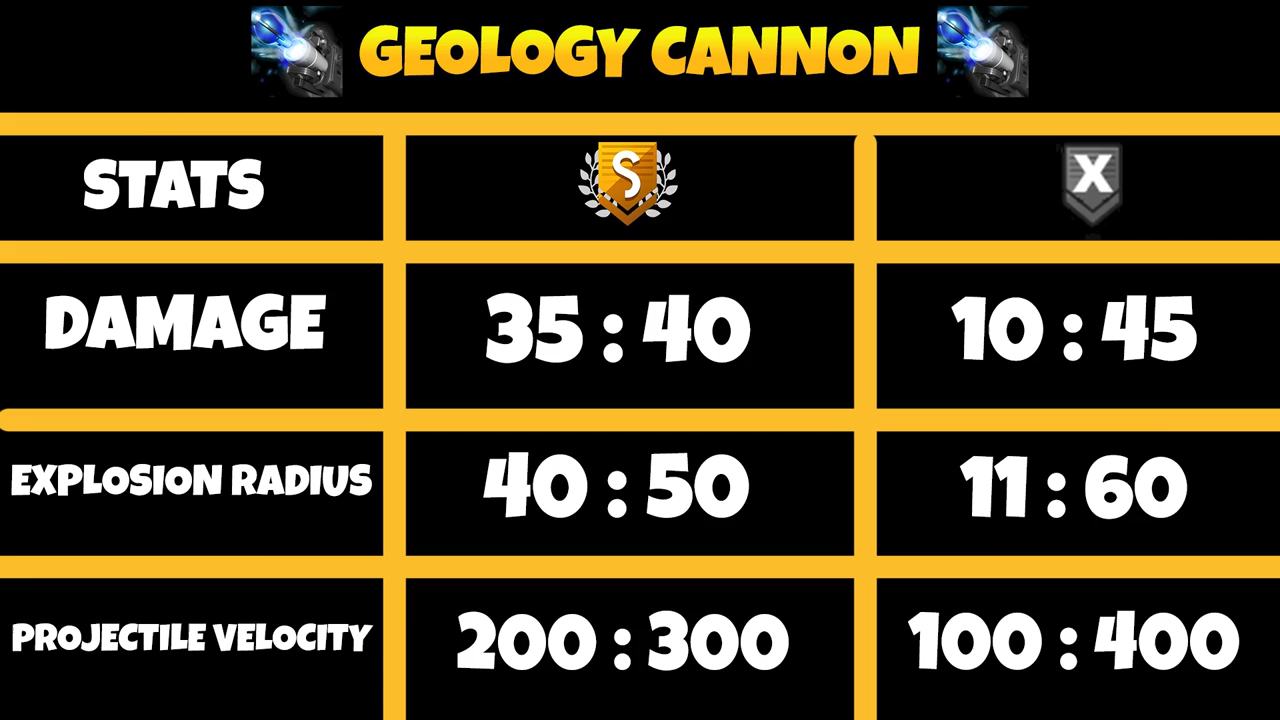 GEOLOGY CANNON
STATS S X
DAMAGE 35 : 40 10 : 45
EXPLOSION RADIUS 40 : 50 11 : 60
PROJECTILE VELOCITY 200 : 300 100 : 400